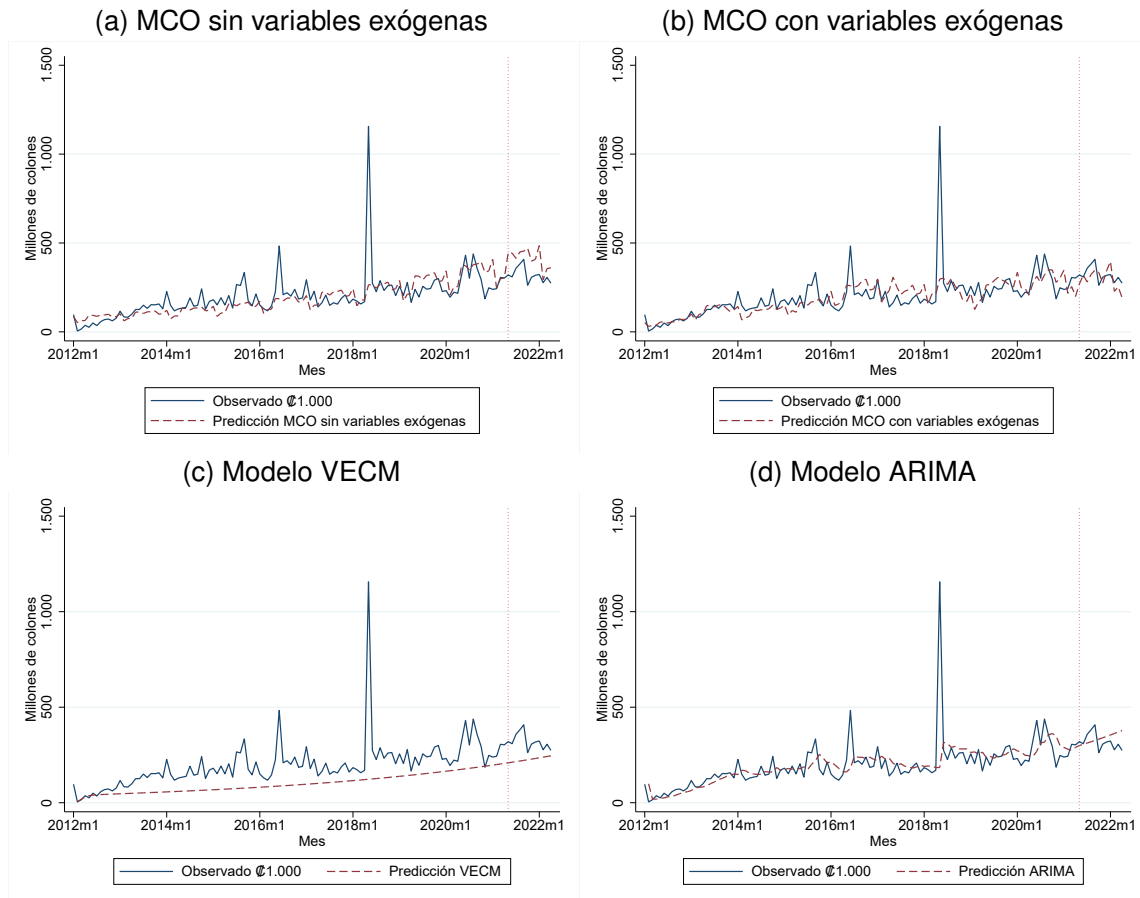 (a) MCO sin variables exógenas
Millones de colones
1.500
1.000
500
0
2012m1 2014m1 2016m1 2018m1 2020m1 2022m1
Mes
Observado ₡1.000
Predicción MCO sin variables exógenas
(b) MCO con variables exógenas
Millones de colones
1.500
1.000
500
0
2012m1 2014m1 2016m1 2018m1 2020m1 2022m1
Mes
Observado ₡1.000
Predicción MCO con variables exógenas
(c) Modelo VECM
Millones de colones
1.500
1.000
500
0
2012m1 2014m1 2016m1 2018m1 2020m1 2022m1
Mes
Observado ₡1.000 Predicción VECM
(d) Modelo ARIMA
Millones de colones
1.500
1.000
500
0
2012m1 2014m1 2016m1 2018m1 2020m1 2022m1
Mes
Observado ₡1.000 Predicción ARIMA